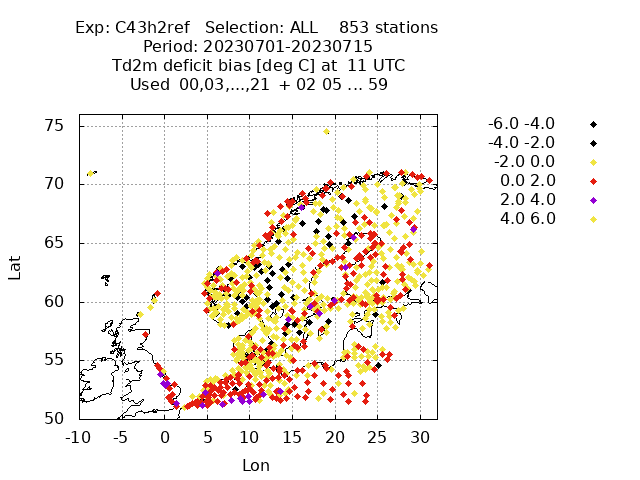 Exp: C43h2ref   Selection: ALL    853 stations
Period: 20230701-20230715
Td2m deficit bias [deg C] at  11 UTC
Used  00,03,...,21  + 02 05 ... 59
-6.0 -4.0
-4.0 -2.0
-2.0 0.0
0.0 2.0
2.0 4.0
4.0 6.0
75
70
65
60
55
50
Lat
-10 -5 0 5 10 15 20 25 30
Lon